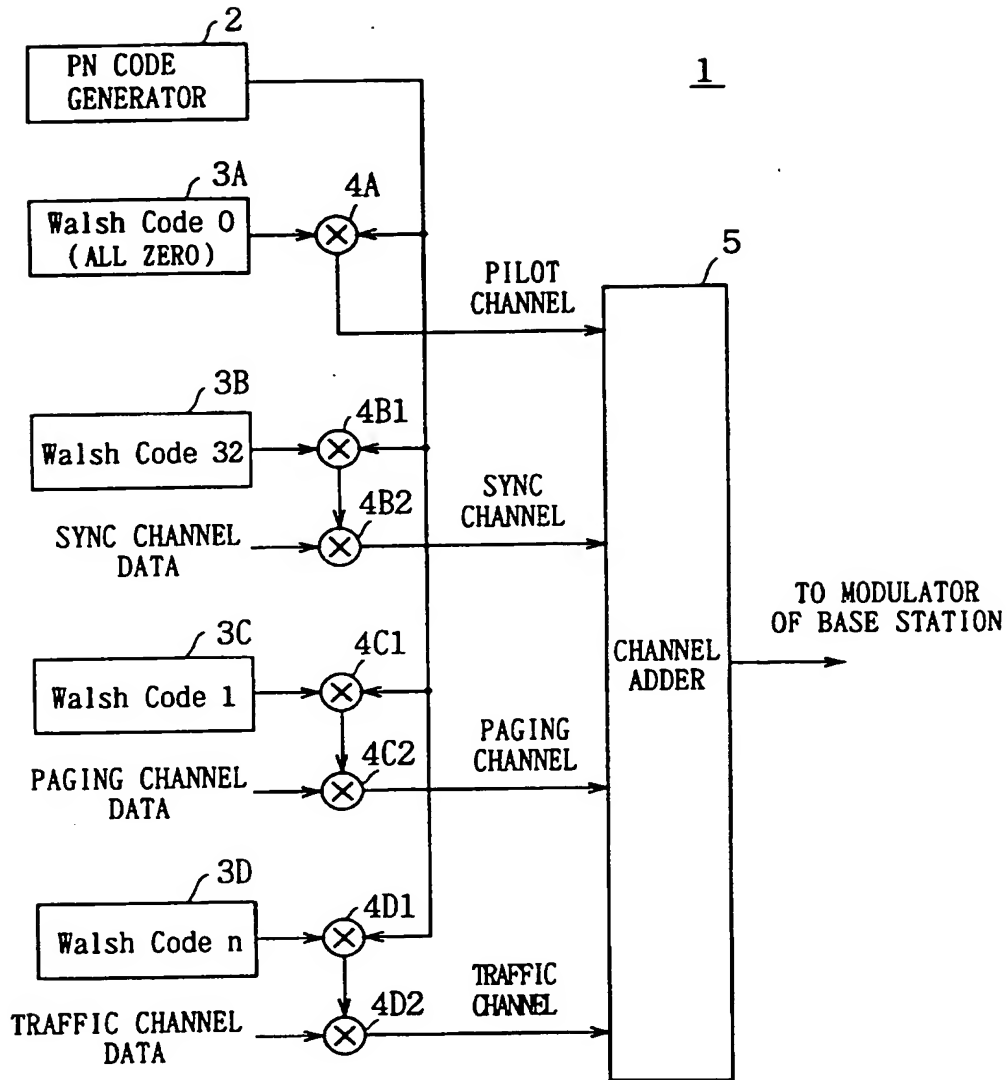 2
PN CODE
GENERATOR
1
3A
Walsh Code 0
(ALL ZERO)
4A
PILOT
CHANNEL
5
3B
Walsh Code 32
4B1
4B2
SYNC
CHANNEL
SYNC CHANNEL
DATA
TO MODULATOR
OF BASE STATION
CHANNEL
ADDER
3C
Walsh Code 1
4C1
4C2
PAGING
CHANNEL
PAGING CHANNEL
DATA
3D
Walsh Code n
4D1
4D2
TRAFFIC
CHANNEL
TRAFFIC CHANNEL
DATA